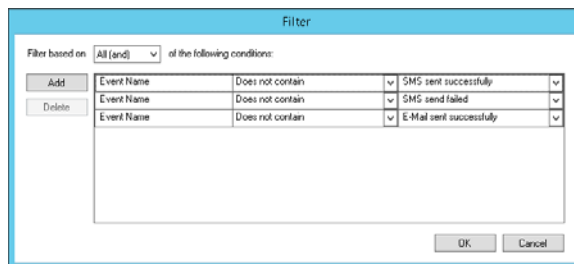 Filter
Filter based on All (and) of the following conditions:
Add Event Name Does not contain SMS sent successfully
Delete Event Name Does not contain SMS send failed
Event Name Does not contain E-Mail sent successfully
OK Cancel